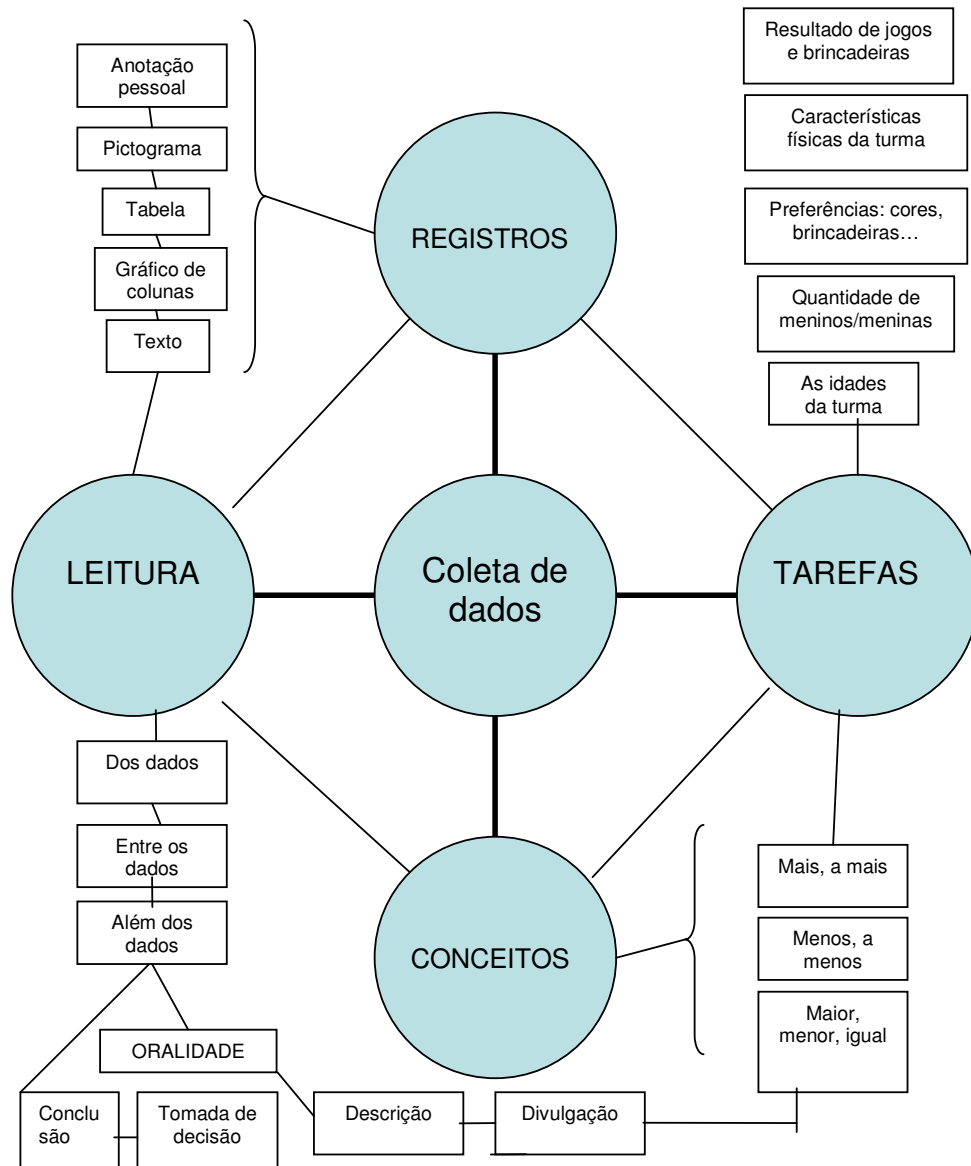 Resultado de jogos
e brincadeiras
Anotação
pessoal
Características
físicas da turma
Pictograma
Tabela
Preferências: cores,
brincadeiras…
REGISTROS
Gráfico de
colunas
Quantidade de
meninos/meninas
Texto
As idades
da turma
LEITURA
Coleta de
dados
TAREFAS
Dos dados
Entre os
dados
Mais, a mais
Além dos
dados
Menos, a
menos
CONCEITOS
Maior,
menor, igual
ORALIDADE
Conclu
são
Tomada de
decisão
Descrição
Divulgação